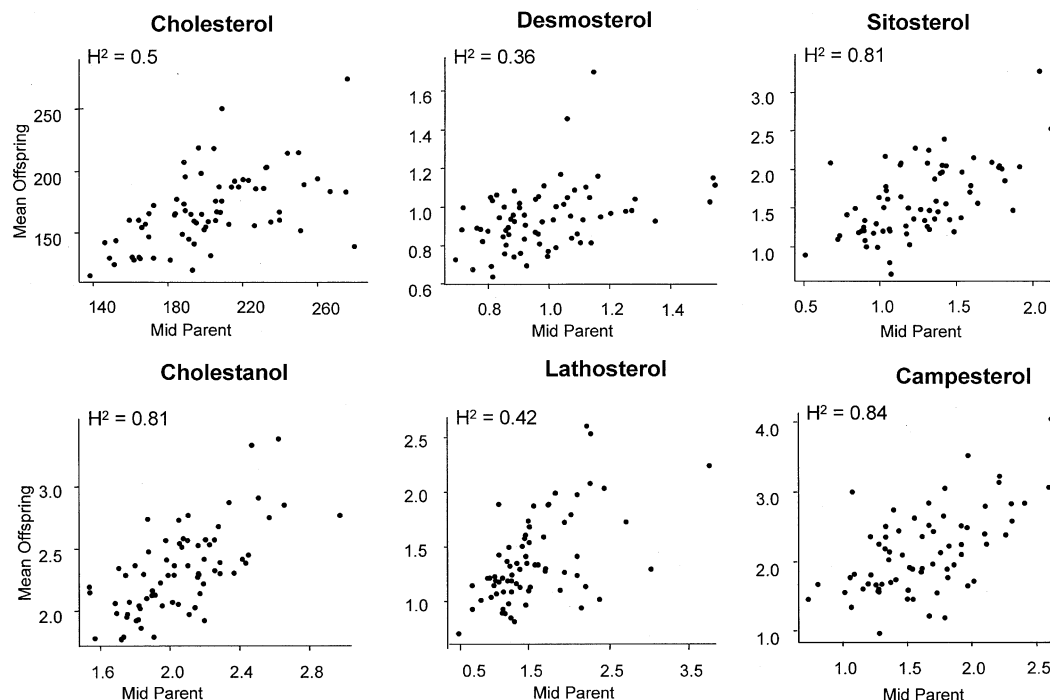 Cholesterol
H² = 0.5
Mean Offspring
250
200
150
140
180
220
260
Mid Parent
Desmosterol
H² = 0.36
1.6
1.4
1.2
1.0
0.8
0.6
0.8
1.0
1.2
1.4
Mid Parent
Sitosterol
H² = 0.81
3.0
2.5
2.0
1.5
1.0
0.5
1.0
1.5
2.0
Mid Parent
Cholestanol
H² = 0.81
Mean Offspring
3.0
2.5
2.0
1.6
2.0
2.4
2.8
Mid Parent
Lathosterol
H² = 0.42
2.5
2.0
1.5
1.0
0.5
1.5
2.5
3.5
Mid Parent
Campesterol
H² = 0.84
4.0
3.0
2.0
1.0
1.0
1.5
2.0
2.5
Mid Parent